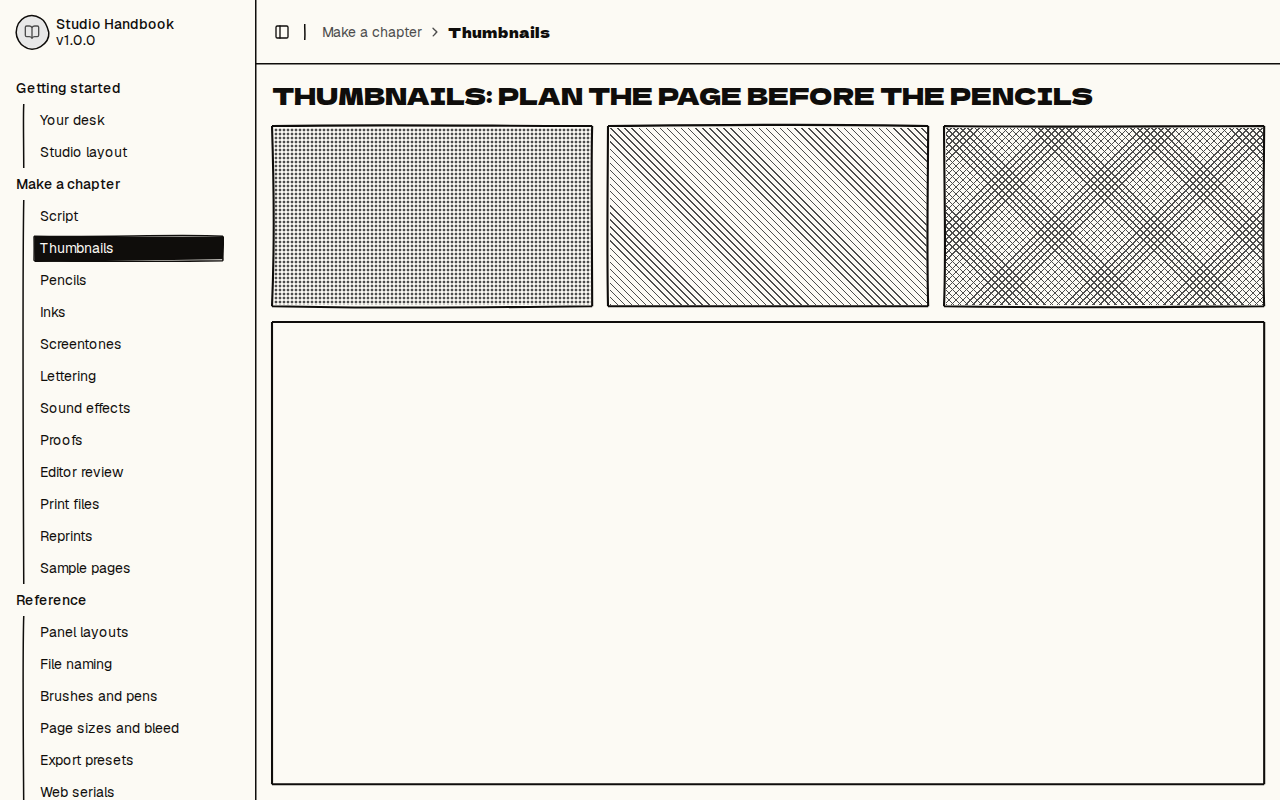 Studio Handbook
v1.0.0
Getting started
Your desk
Studio layout
Make a chapter
Script
Thumbnails
Pencils
Inks
Screentones
Lettering
Sound effects
Proofs
Editor review
Print files
Reprints
Sample pages
Reference
Panel layouts
File naming
Brushes and pens
Page sizes and bleed
Export presets
Web serials
Make a chapter > Thumbnails
THUMBNAILS: PLAN THE PAGE BEFORE THE PENCILS